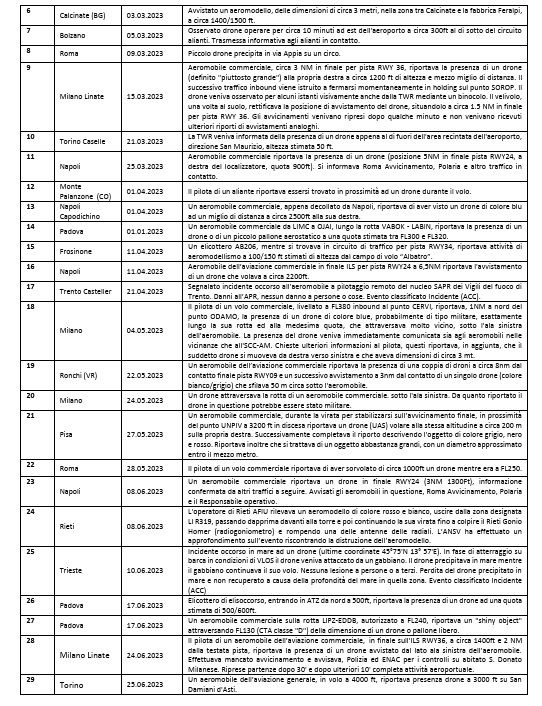 6 Calcinate (BG) 03.03.2023 Avvistato un aeromodello, delle dimensioni di circa 3 metri, nella zona tra Calcinate e la fabbrica Feralpi,
a circa 1400/1500 ft.
7 Bolzano 05.03.2023 Osservato drone operare per circa 10 minuti ad est dell'aeroporto a circa 300ft al di sotto del circuito
alianti. Trasmessa informativa agli alianti in contatto.
8 Roma 09.03.2023 Piccolo drone precipita in via Appia su un circo.
9 Milano Linate 15.03.2023 Aeromobile commerciale, circa 3 NM in finale per pista RWY 36, riportava la presenza di un drone
(definito "piuttosto grande") alla propria destra a circa 1200 ft di altezza e mezzo miglio di distanza. Il
successivo traffico inbound viene istruito a fermarsi momentaneamente in holding sul punto SOROP. Il
drone veniva osservato per alcuni istanti visivamente anche dalla TWR mediante un binocolo. Il velivolo,
una volta al suolo, rettificava la posizione di avvistamento del drone, situandolo a circa 1.5 NM in finale
per pista RWY 36. Gli avvicinamenti venivano ripresi dopo qualche minuto e non venivano ricevuti
ulteriori riporti di avvistamenti analoghi.
10 Torino Caselle 21.03.2023 La TWR veniva informata della presenza di un drone appena al di fuori dell'area recintata dell'aeroporto,
direzione San Maurizio, altezza stimata 50 ft.
11 Napoli 25.03.2023 Aeromobile commerciale riportava la presenza di un drone (posizione 5NM in finale pista RWY24, a
destra del localizzatore, quota 900ft). Si informava Roma Avvicinamento, Polaria e altro traffico in
contatto.
12 Monte
Palanzone (CO) 01.04.2023 Il pilota di un aliante riportava essersi trovato in prossimità ad un drone durante il volo.
13 Napoli
Capodichino 01.04.2023 Un aeromobile commerciale, appena decollato da Napoli, riportava di aver visto un drone di colore blu
ad un miglio di distanza a circa 2500ft alla sua destra.
14 Padova 01.01.2023 Un aeromobile commerciale da LIMC a OJAI, lungo la rotta VABOK - LABIN, riportava la presenza di un
drone o di un piccolo pallone aerostatico a una quota stimata tra FL300 e FL320.
15 Frosinone 11.04.2023 Un elicottero AB206, mentre si trovava in circuito di traffico per pista RWY34, riportava attività di
aeromodellismo a 100/150 ft stimati di altezza dal campo di volo "Albatro".
16 Napoli 11.04.2023 Aeromobile dell'aviazione commerciale in finale ILS per pista RWY24 a 6,5NM riportava l'avvistamento
di un drone che volava a circa 2200ft.
17 Trento Casteller 21.04.2023 Segnalato incidente occorso all'aeromobile a pilotaggio remoto del nucleo SAPR dei Vigili del fuoco di
Trento. Danni all'APR, nessun danno a persone o cose. Evento classificato Incidente (ACC).
18 Milano 04.05.2023 Il pilota di un volo commerciale, livellato a FL380 inbound al punto CERVI, riportava, 1NM a nord del
punto ODAMO, la presenza di un drone di colore blu, probabilmente di tipo militare, esattamente
lungo la sua rotta ed alla medesima quota, che attraversava molto vicino, sotto l'ala sinistra
dell'aeromobile. La presenza del drone veniva immediatamente comunicata sia agli aeromobili nelle
vicinanze che all'SCC-AM. Chieste ulteriori informazioni al pilota, questi riportava, in aggiunta, che il
suddetto drone si muoveva da destra verso sinistra e che aveva dimensioni di circa 3 mt.
19 Ronchi (VR) 22.05.2023 Un aeromobile dell'aviazione commerciale riportava la presenza di una coppia di droni a circa 8nm dal
contatto finale pista RWY09 e un successivo avvistamento a 3nm dal contatto di un singolo drone (colore
bianco/grigio) che sfilava 50 m circa sotto l'aeromobile.
20 Milano 24.05.2023 Un drone attraversava la rotta di un aeromobile commerciale. sotto l'ala sinistra. Da quanto riportato il
drone in questione potrebbe essere stato militare.
21 Pisa 27.05.2023 Un aeromobile commerciale, durante la virata per stabilizzarsi sull'avvicinamento finale, in prossimità
del punto UNPIV a 3200 ft in discesa riportava un drone (UAS) volare alla stessa altitudine a circa 200 m
sulla propria destra. Successivamente completava il riporto descrivendo l'oggetto di colore grigio, nero
e rosso. Riportava inoltre che si trattava di un oggetto abbastanza grande, con un diametro approssimato
entro il mezzo metro.
22 Roma 28.05.2023 Il pilota di un volo commerciale riportava di aver sorvolato di circa 1000ft un drone mentre era a FL250.
23 Napoli 08.06.2023 Un aeromobile commerciale riportava un drone in finale RWY24 (3NM 1300Ft), informazione
confermata da altri traffici a seguire. Avvisati gli aeromobili in questione, Roma Avvicinamento, Polaria
e il Responsabile operativo.
24 Rieti 08.06.2023 L'operatore di Rieti AFIU rilevava un aeromodello di colore rosso e bianco, uscire dalla zona designata
LI R319, passando dapprima davanti alla torre e poi continuando la sua virata fino a colpire il Rieti Gonio
Homer (radiogoniometro) e rompendo una delle antenne delle radiali. L'ANSV ha effettuato un
approfondimento sull'evento riscontrando la distruzione dell'aeromodello.
25 Trieste 10.06.2023 Incidente occorso in mare ad un drone (ultime coordinate 45°75'N 13° 57'E). In fase di atterraggio su
barca in condizioni di VLOS il drone veniva attaccato da un gabbiano. Il drone precipitava in mare mentre
il gabbiano continuava il suo volo. Nessuna lesione a persone o a terzi. Perdita del drone precipitato in
mare e non recuperato a causa della profondità del mare in quella zona. Evento classificato Incidente
(ACC)
26 Padova 17.06.2023 Elicottero di elisoccorso, entrando in ATZ da nord a 500ft, riportava la presenza di un drone ad una quota
stimata di 500/600ft.
27 Padova 17.06.2023 Un aeromobile commerciale sulla rotta LIPZ-EDDB, autorizzato a FL240, riportava un "shiny object"
attraversando FL130 (CTA classe "D") della dimensione di un drone o pallone libero.
28 Milano Linate 24.06.2023 Il pilota di un aeromobile dell'aviazione commerciale, in finale sull'ILS RWY36, a circa 1400ft e 2 NM
dalla testata pista, riportava la presenza di un drone avvistato dal lato ala sinistra dell'aeromobile.
Effettuava mancato avvicinamento e avvisava, Polizia ed ENAC per i controlli su abitato S. Donato
Milanese. Riprese partenze dopo 30' e dopo ulteriori 10' completa attività aeroportuale.
29 Torino 25.06.2023 Un aeromobile dell'aviazione generale, in volo a 4000 ft, riportava presenza drone a 3000 ft su San
Damiani d'Asti.